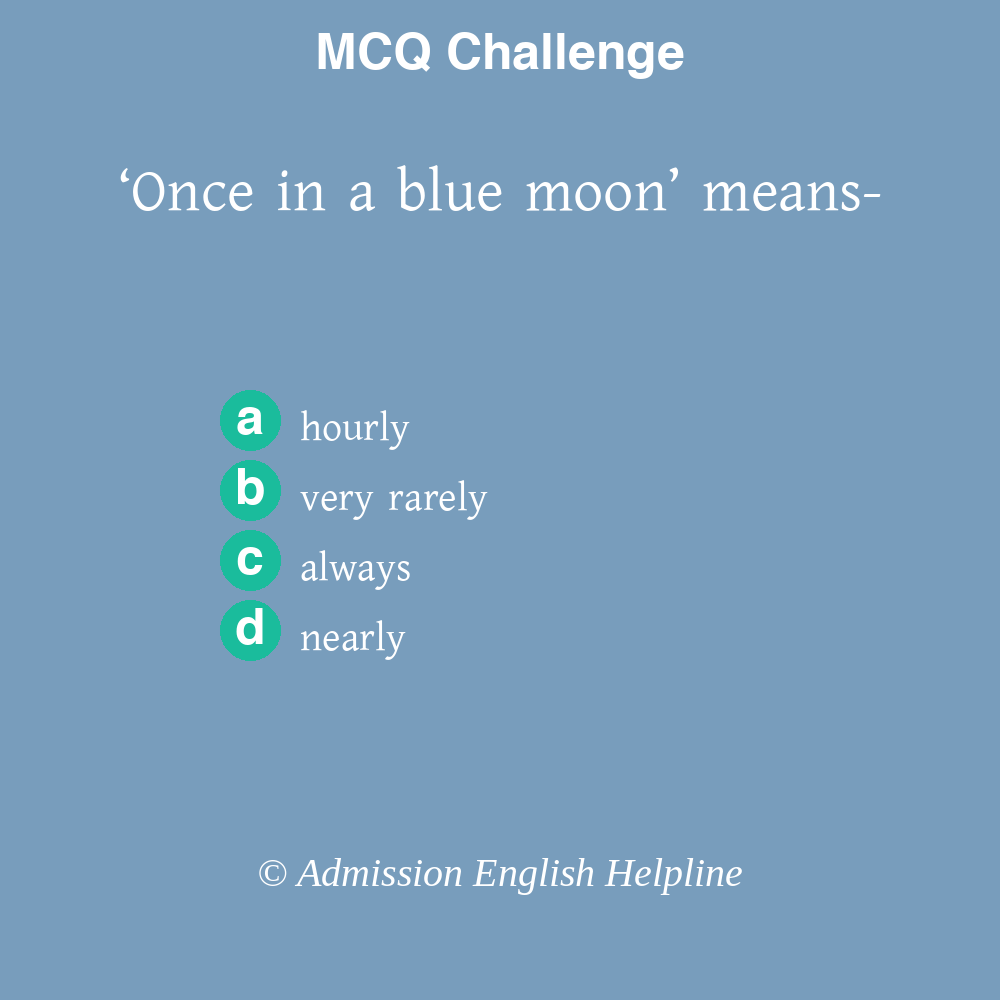 MCQ Challenge
‘Once in a blue moon’ means-
a hourly
b very rarely
c always
d nearly
© Admission English Helpline